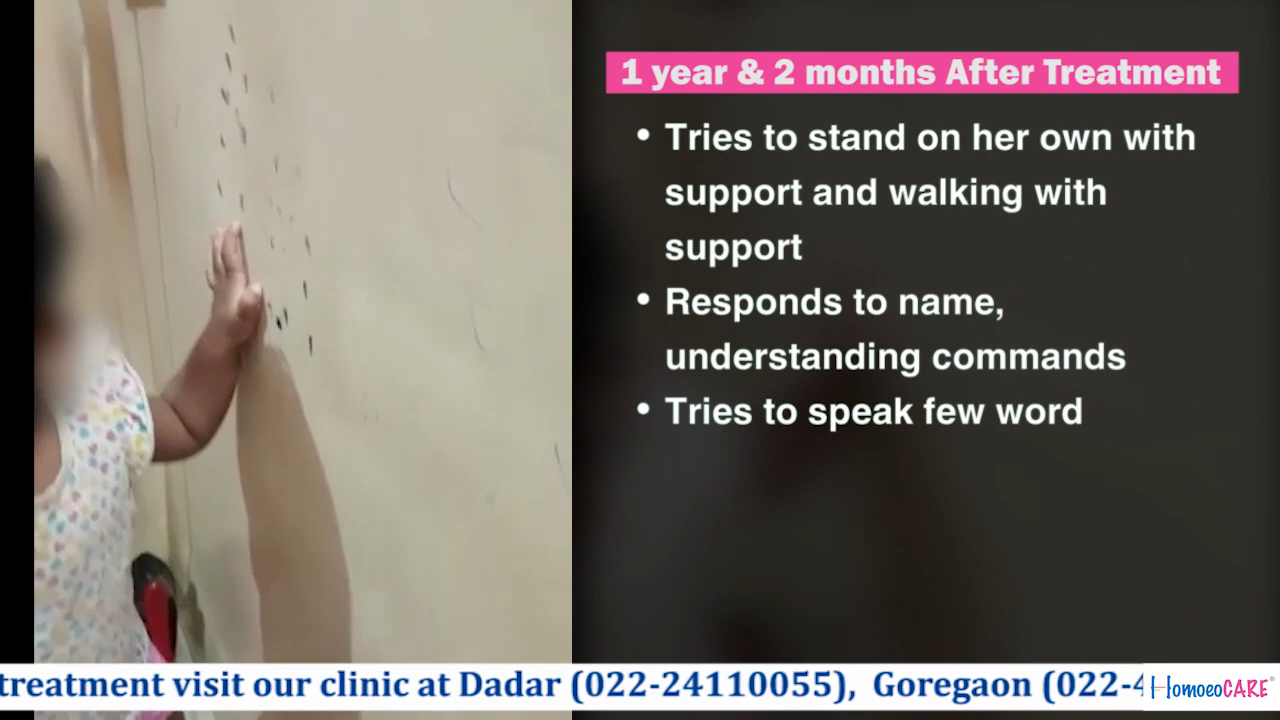 1 year & 2 months After Treatment
• Tries to stand on her own with
support and walking with
support
• Responds to name,
understanding commands
• Tries to speak few word
treatment visit our clinic at Dadar (022-24110055), Goregaon (022-4
HomoeoCARE®